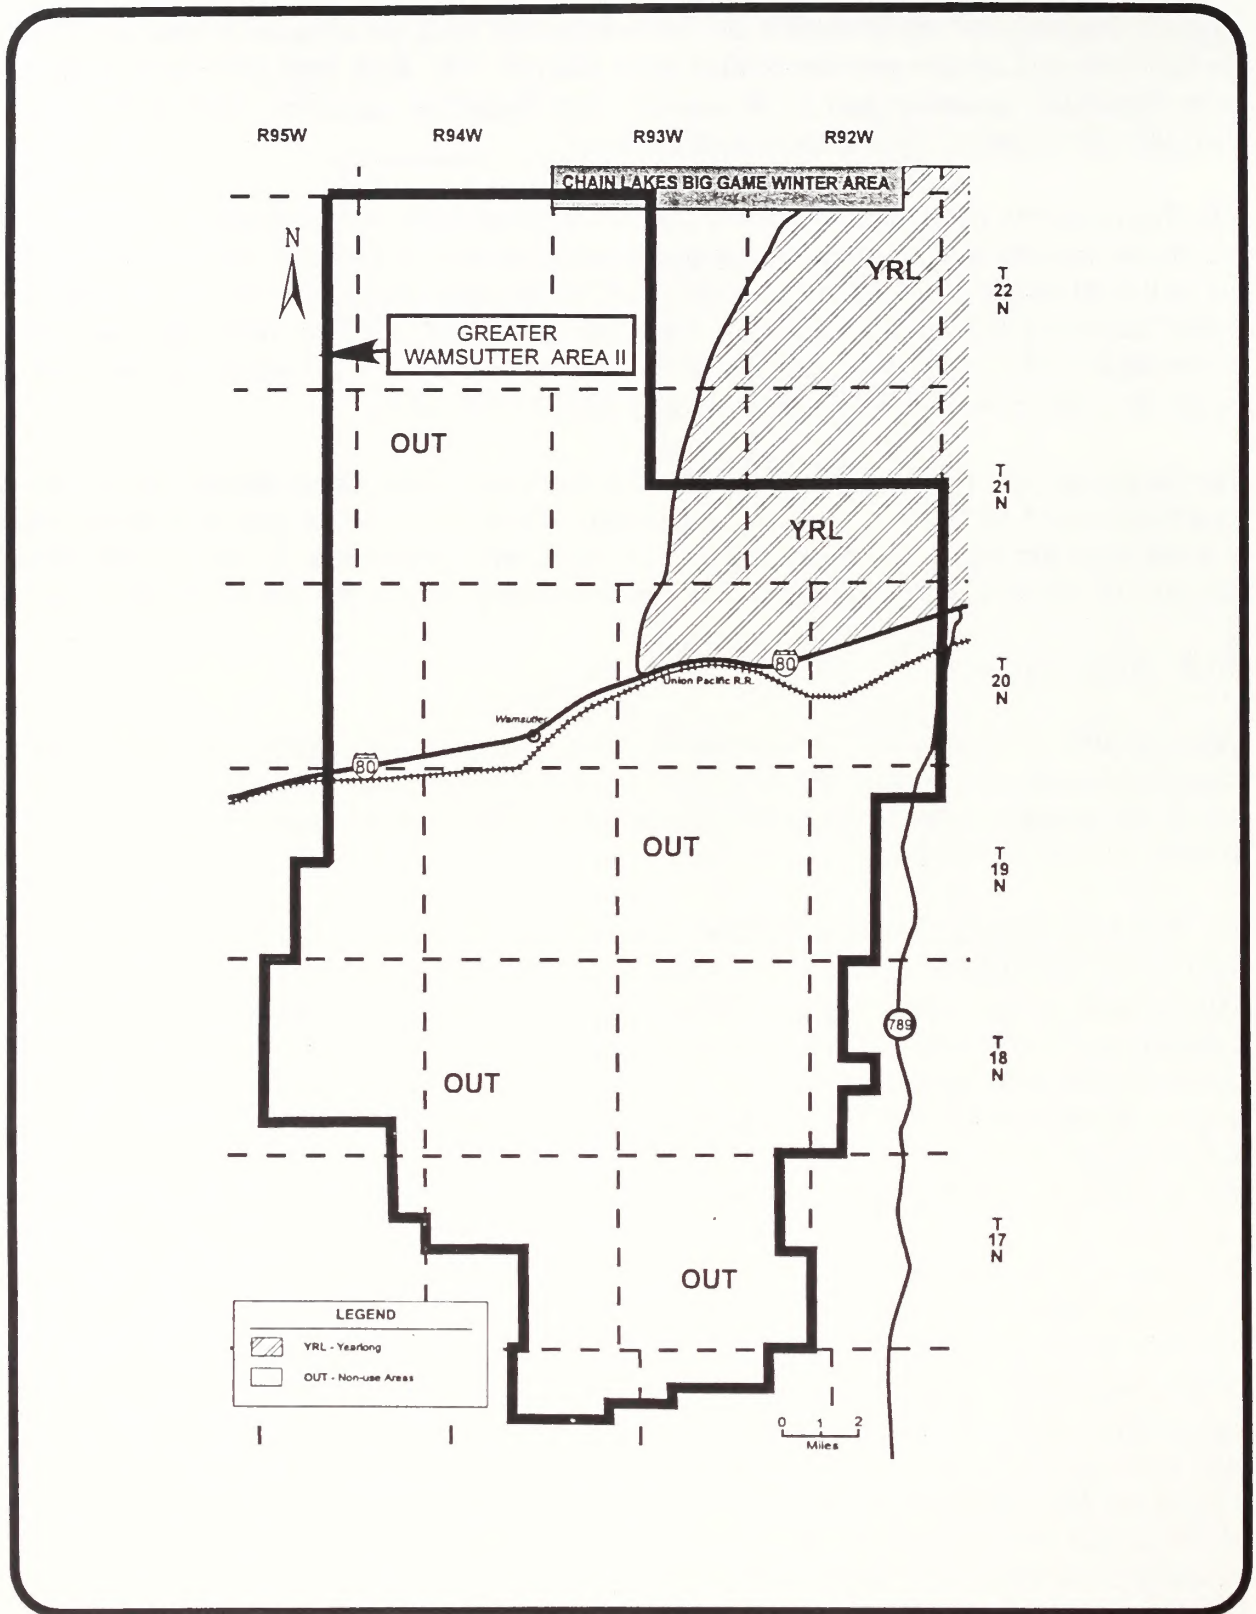 R95W R94W R93W R92W
CHAIN LAKES BIG GAME WINTER AREA
N
YRL
T
22
N
GREATER
WAMSUTTER AREA II
OUT
T
21
N
YRL
80
Union Pacific R.R.
T
20
N
Wamsutter
80
OUT
T
19
N
789
T
18
N
OUT
T
17
N
OUT
LEGEND
YRL - Yearlong
OUT - Non-use Areas
0 1 2
Miles